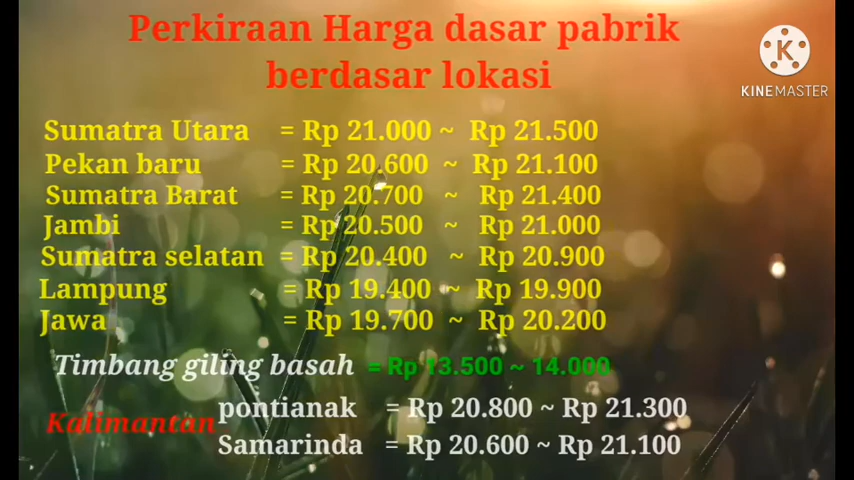 Perkiraan Harga dasar pabrik
berdasar lokasi
KINEMASTER
Sumatra Utara = Rp 21.000 ~ Rp 21.500
Pekan baru = Rp 20.600 ~ Rp 21.100
Sumatra Barat = Rp 20.700 ~ Rp 21.400
Jambi = Rp 20.500 ~ Rp 21.000
Sumatra selatan = Rp 20.400 ~ Rp 20.900
Lampung = Rp 19.400 ~ Rp 19.900
Jawa = Rp 19.700 ~ Rp 20.200
Timbang giling basah = Rp 13.500 ~ 14.000
Kalimantan
pontianak = Rp 20.800 ~ Rp 21.300
Samarinda = Rp 20.600 ~ Rp 21.100